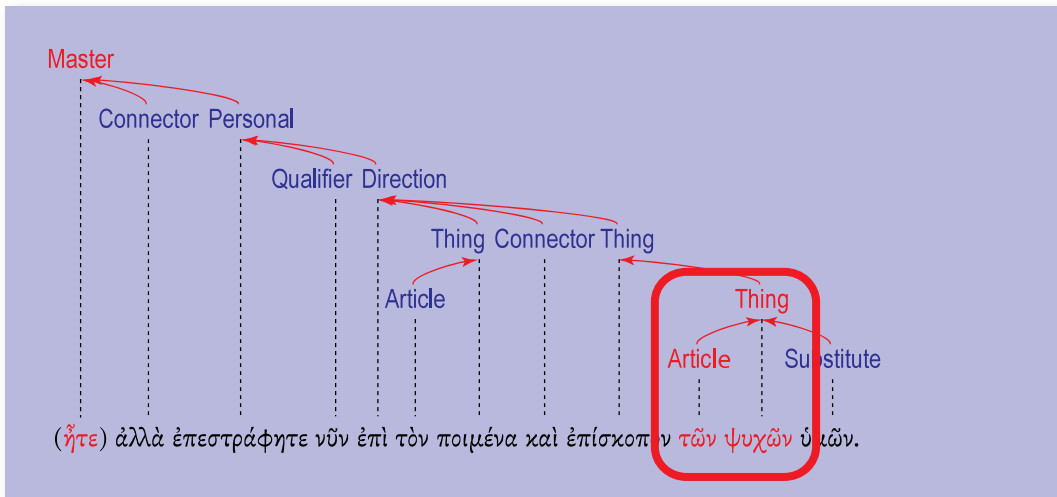 Master
Connector Personal
Qualifier Direction
Thing Connector Thing
Article Thing
Article Substitute
(ἦτε) ἀλλὰ ἐπεστράφητε νῦν ἐπὶ τὸν ποιμένα καὶ ἐπίσκοπον τῶν ψυχῶν ὑμῶν.